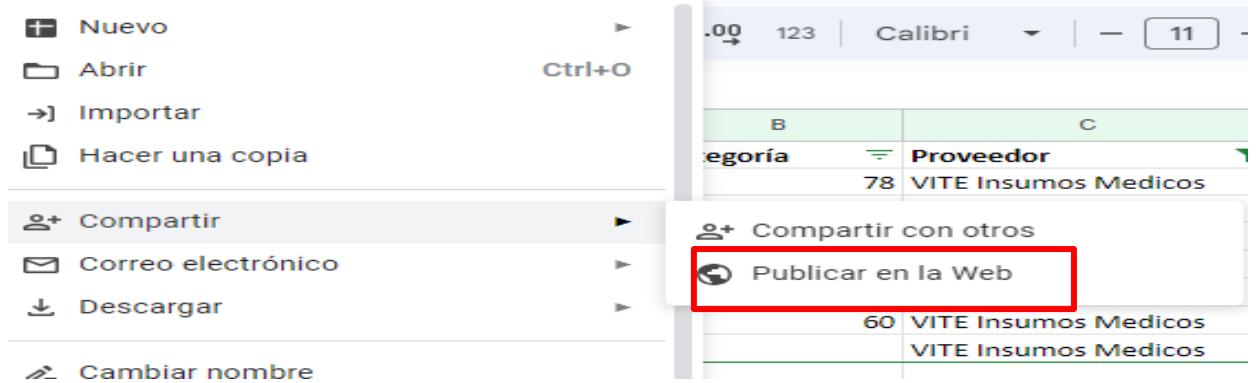 Nuevo
Abrir Ctrl+O
Importar
Hacer una copia
Compartir
Correo electrónico
Descargar
Cambiar nombre
.00 123 Calibri 11
B C
egoría Proveedor
78 VITE Insumos Medicos
Compartir con otros
Publicar en la Web
60 VITE Insumos Medicos
VITE Insumos Medicos